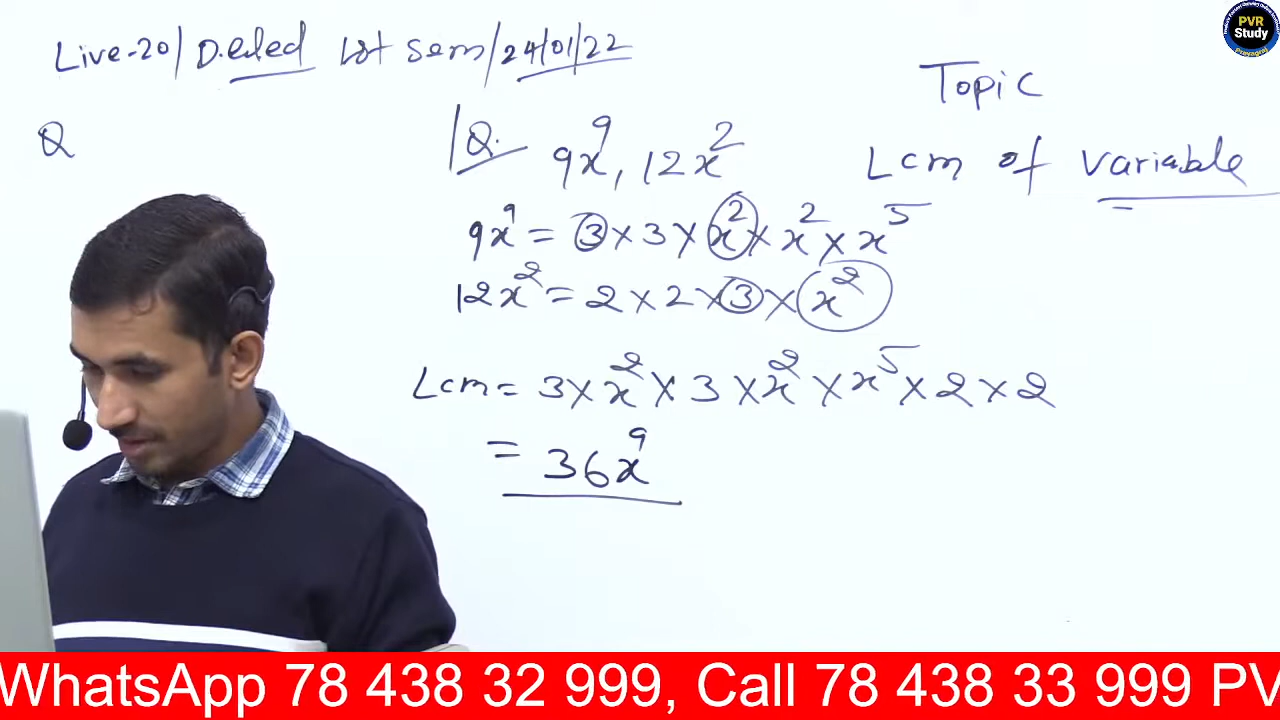 Live-20/ D.el.ed Ist Sem/24/01/22
PVR
Study
Prayagraj
Topic
Lcm of variable
Q
Q. 9x⁹, 12x²
9x⁹ = 3 × 3 × x² × x² × x⁵
12x² = 2 × 2 × 3 × x²
Lcm = 3 × x² × 3 × x² × x⁵ × 2 × 2
= 36x⁹
WhatsApp 78 438 32 999, Call 78 438 33 999 PV